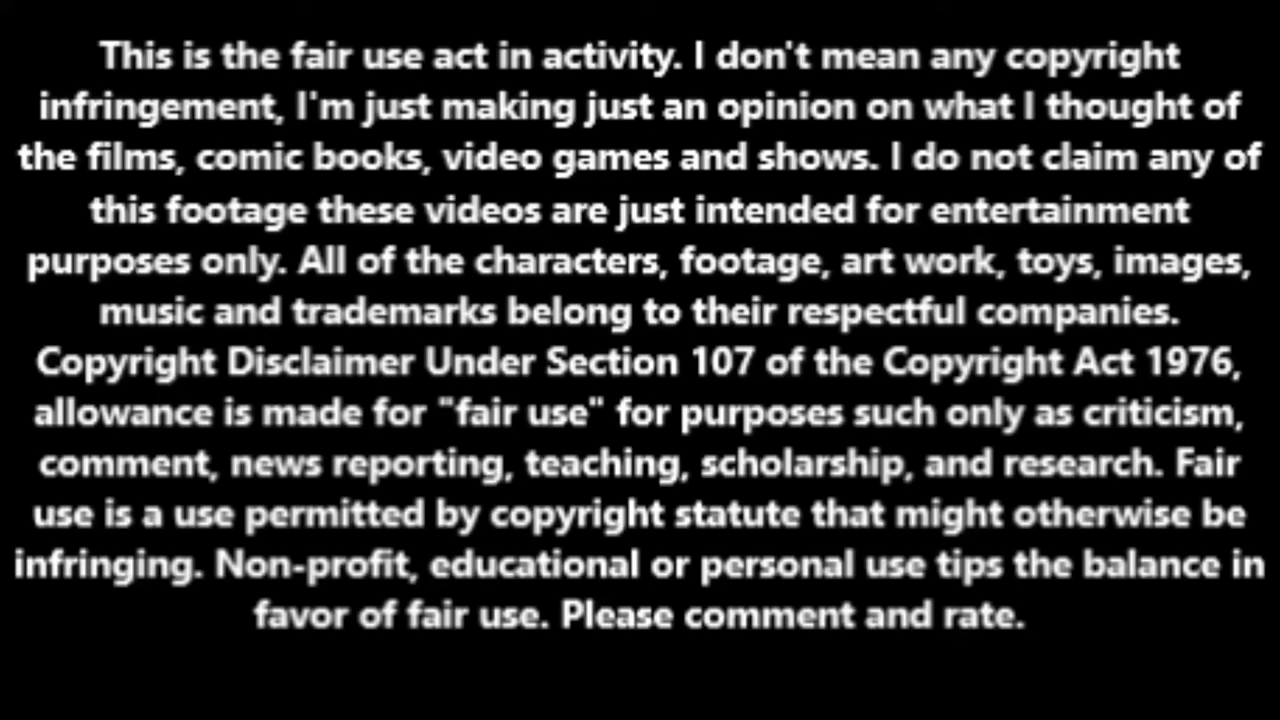 This is the fair use act in activity. I don't mean any copyright
infringement, I'm just making just an opinion on what I thought of
the films, comic books, video games and shows. I do not claim any of
this footage these videos are just intended for entertainment
purposes only. All of the characters, footage, art work, toys, images,
music and trademarks belong to their respectful companies.
Copyright Disclaimer Under Section 107 of the Copyright Act 1976,
allowance is made for "fair use" for purposes such only as criticism,
comment, news reporting, teaching, scholarship, and research. Fair
use is a use permitted by copyright statute that might otherwise be
infringing. Non-profit, educational or personal use tips the balance in
favor of fair use. Please comment and rate.